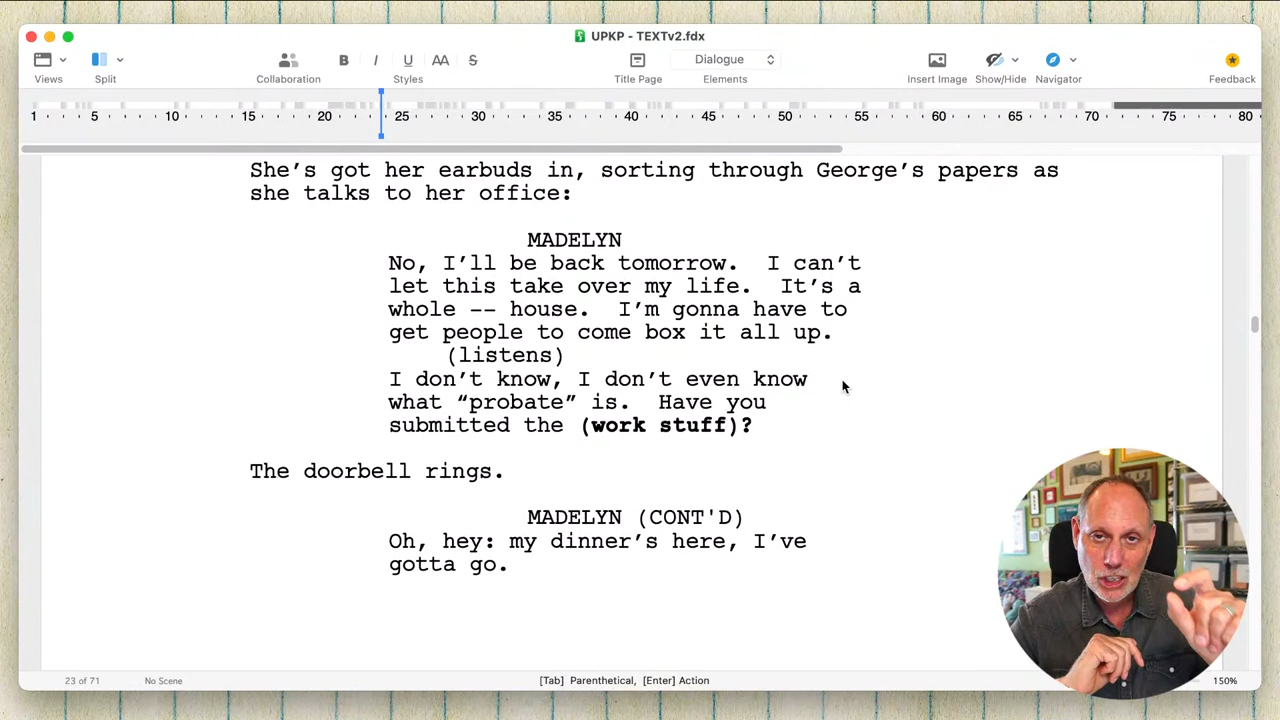 UPKP - TEXTv2.fdx
Views
Split
Collaboration
B I U AA S
Styles
Title Page
Dialogue
Elements
Insert Image
Show/Hide
Navigator
Feedback
1 5 10 15 20 25 30 35 40 45 50 55 60 65 70 75 80
She’s got her earbuds in, sorting through George’s papers as
she talks to her office:
MADELYN
No, I’ll be back tomorrow.  I can’t
let this take over my life.  It’s a
whole -- house.  I’m gonna have to
get people to come box it all up.
(listens)
I don’t know, I don’t even know
what “probate” is.  Have you
submitted the (work stuff)?
The doorbell rings.
MADELYN (CONT'D)
Oh, hey: my dinner’s here, I’ve
gotta go.
23 of 71
No Scene
[Tab]  Parenthetical,  [Enter] Action
150%